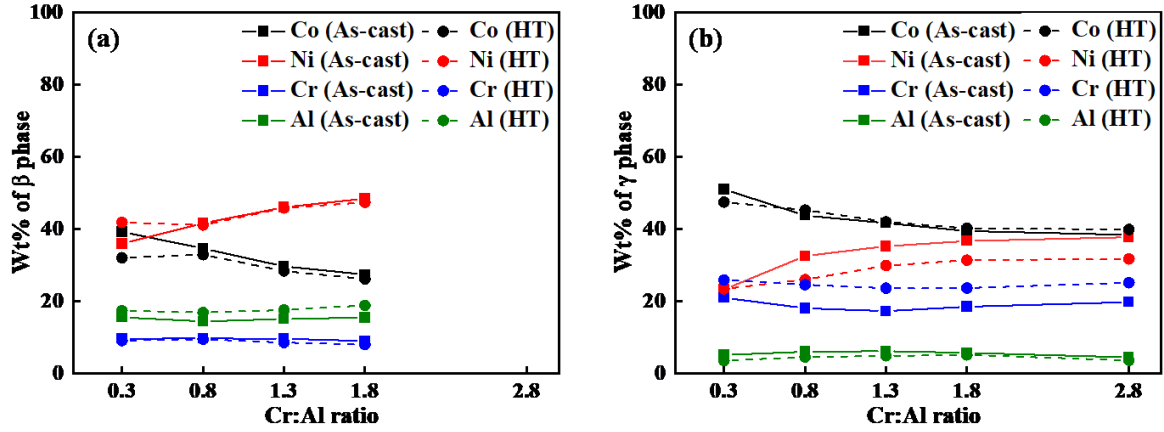 (a)
Co (As-cast) Co (HT)
Ni (As-cast) Ni (HT)
Cr (As-cast) Cr (HT)
Al (As-cast) Al (HT)
Wt% of β phase
100
80
60
40
20
0
0.3 0.8 1.3 1.8 2.8
Cr:Al ratio
(b)
Co (As-cast) Co (HT)
Ni (As-cast) Ni (HT)
Cr (As-cast) Cr (HT)
Al (As-cast) Al (HT)
Wt% of γ phase
100
80
60
40
20
0
0.3 0.8 1.3 1.8 2.8
Cr:Al ratio